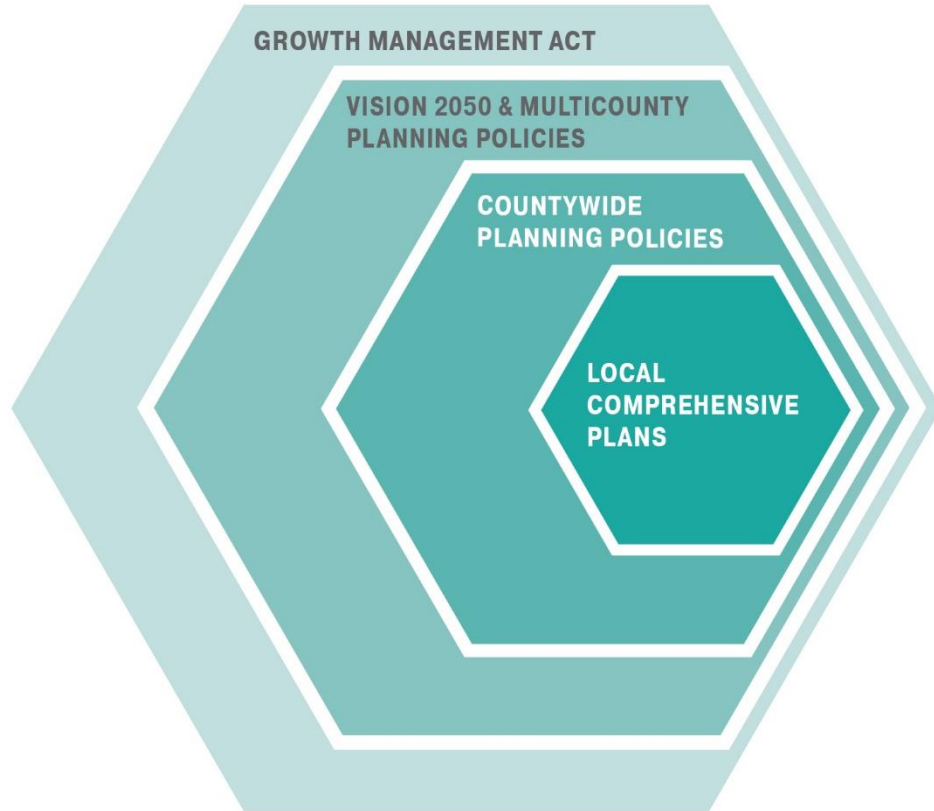 GROWTH MANAGEMENT ACT
VISION 2050 & MULTICOUNTY
PLANNING POLICIES
COUNTYWIDE
PLANNING POLICIES
LOCAL
COMPREHENSIVE
PLANS